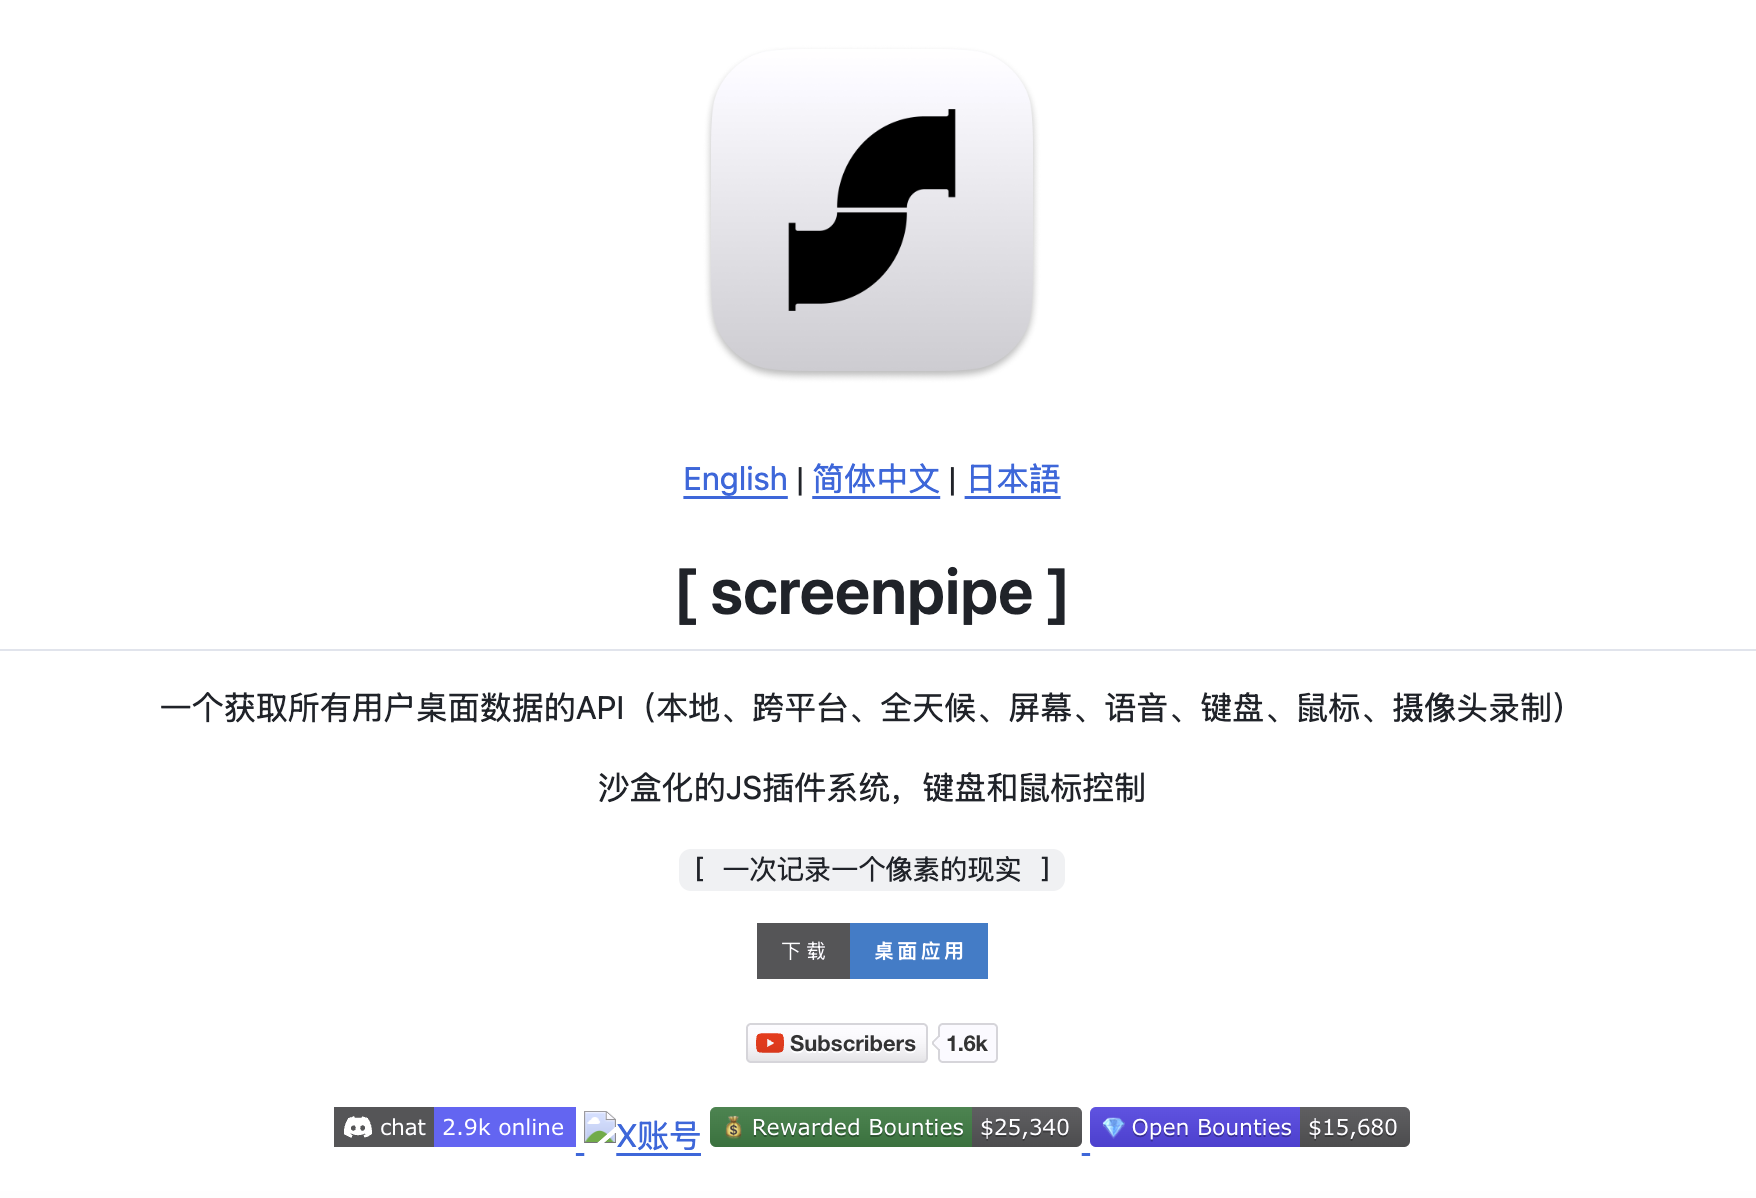 English | 简体中文 | 日本語
[ screenpipe ]
一个获取所有用户桌面数据的API（本地、跨平台、全天候、屏幕、语音、键盘、鼠标、摄像头录制）
沙盒化的JS插件系统，键盘和鼠标控制
[ 一次记录一个像素的现实 ]
下载 桌面应用
Subscribers 1.6k
chat 2.9k online X账号 Rewarded Bounties $25,340 Open Bounties $15,680